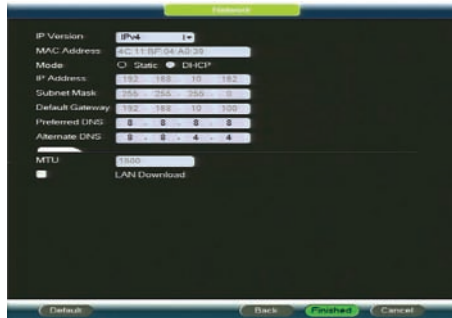 Network
IP Version IPv4
MAC Address 4C:11:BF:04:A0:38
Mode Static DHCP
IP Address 192 . 168 . 10 . 182
Subnet Mask 255 . 255 . 255 . 0
Default Gateway 192 . 168 . 10 . 100
Preferred DNS 8 . 8 . 8 . 8
Alternate DNS 8 . 8 . 4 . 4
MTU 1500
LAN Download
Default Back Finished Cancel